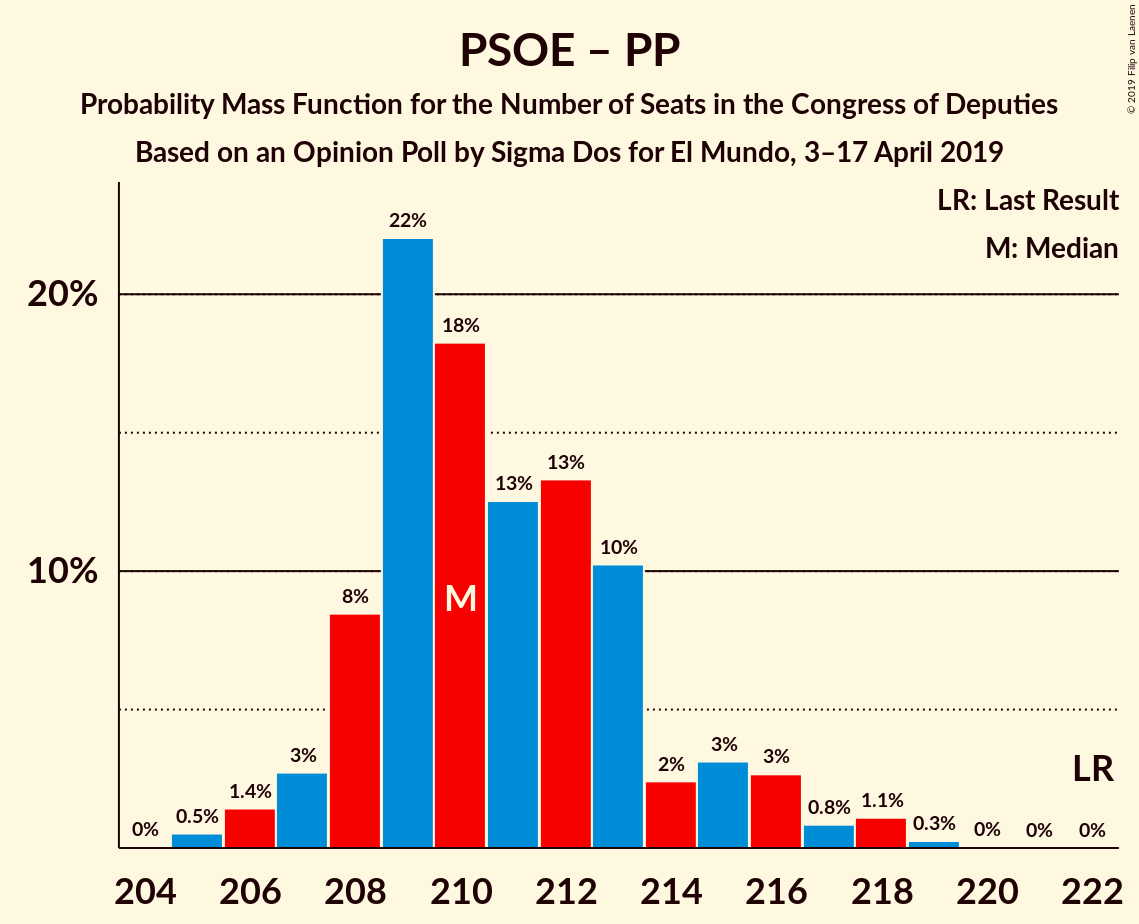 PSOE – PP
Probability Mass Function for the Number of Seats in the Congress of Deputies
Based on an Opinion Poll by Sigma Dos for El Mundo, 3–17 April 2019
© 2019 Filip van Laenen
LR: Last Result
M: Median
20%
10%
0%
0.5%
1.4%
3%
8%
22%
18%
13%
13%
10%
2%
3%
3%
0.8%
1.1%
0.3%
0%
0%
0%
M
LR
204 206 208 210 212 214 216 218 220 222